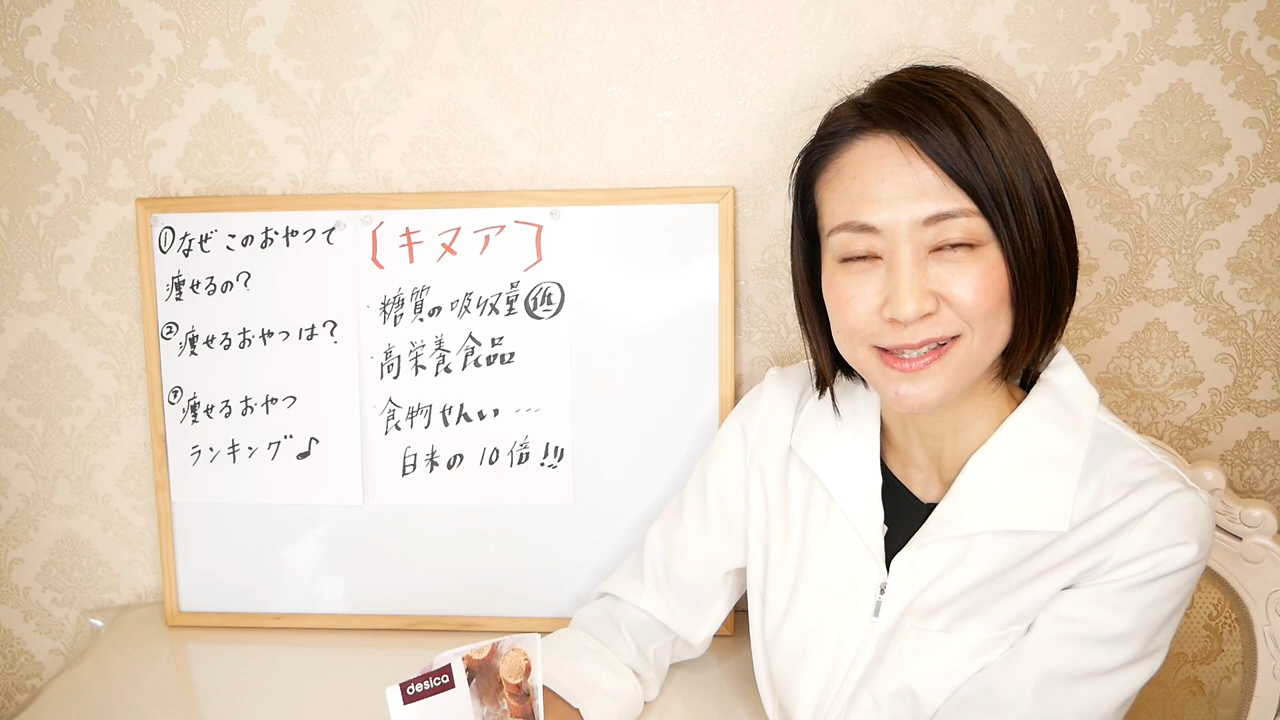 ①なぜこのおやつで
痩せるの?
②痩せるおやつは?
③痩せるおやつ
ランキング♪
[キヌア]
・糖質の吸収量㊦
・高栄養食品
・食物せんい…
白米の10倍!!!
desica